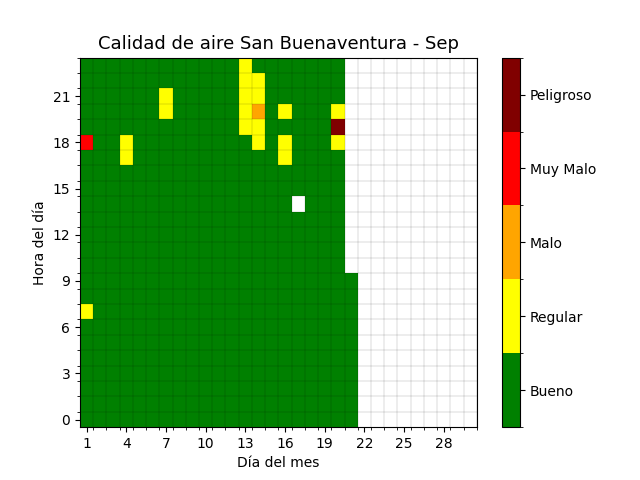 Calidad de aire San Buenaventura - Sep
Hora del día
21
18
15
12
9
6
3
0
1 4 7 10 13 16 19 22 25 28
Día del mes
Peligroso
Muy Malo
Malo
Regular
Bueno